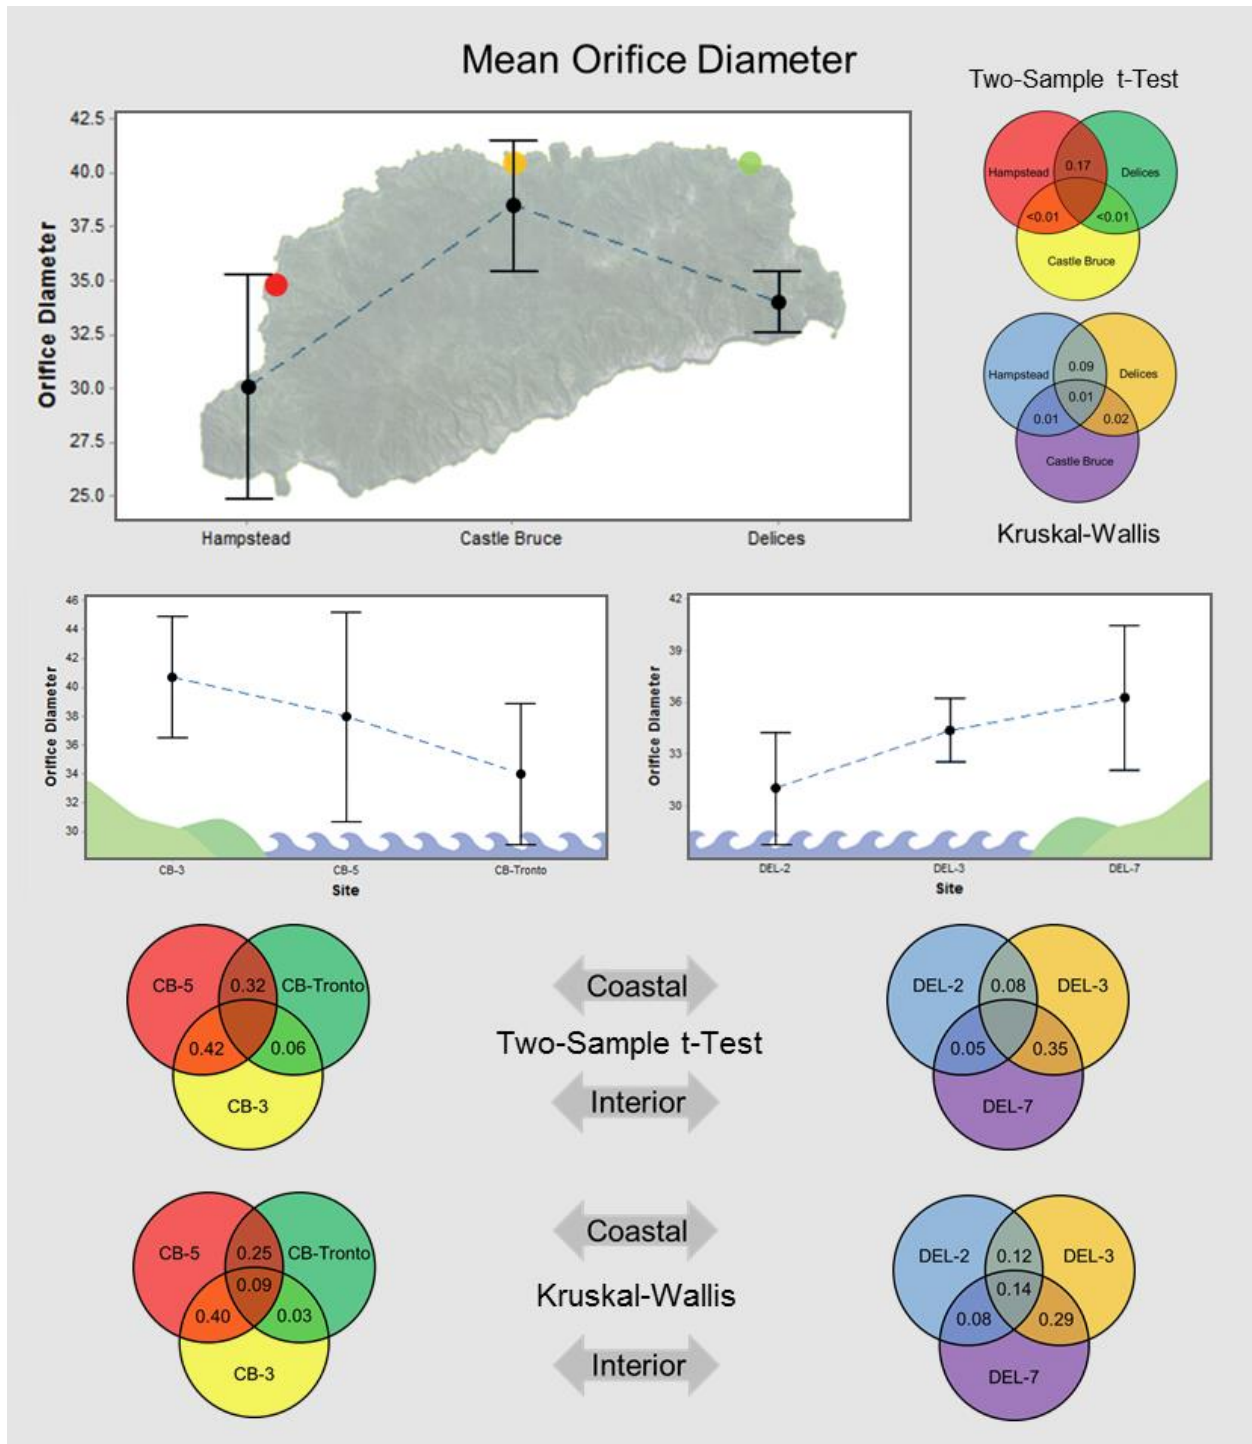 Mean Orifice Diameter
Two-Sample t-Test
Orifice Diameter
42.5
40.0
37.5
35.0
32.5
30.0
27.5
25.0
Hampstead Castle Bruce Delices
Hampstead 0.17 Delices
<0.01 <0.01
Castle Bruce
Hampstead 0.09 Delices
0.01
0.01 0.02
Castle Bruce
Kruskal-Wallis
Orifice Diameter
46
44
42
40
38
36
34
32
30
CB-3 CB-5 CB-Tronto
Site
Orifice Diameter
42
39
36
33
30
DEL-2 DEL-3 DEL-7
Site
CB-5 0.32 CB-Tronto
0.42 0.06
CB-3
Coastal
Two-Sample t-Test
Interior
DEL-2 0.08 DEL-3
0.05 0.35
DEL-7
CB-5 0.25 CB-Tronto
0.09
0.40 0.03
CB-3
Coastal
Kruskal-Wallis
Interior
DEL-2 0.12 DEL-3
0.14
0.08 0.29
DEL-7